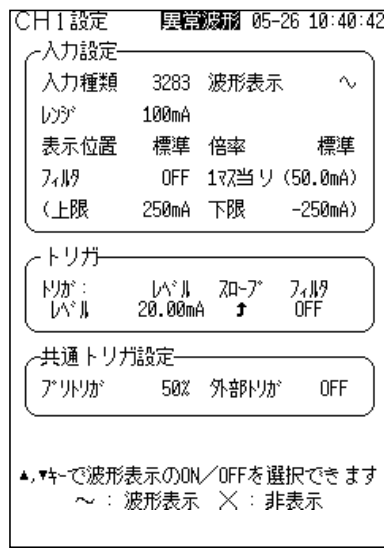 CH1設定 異常波形 05-26 10:40:42
入力設定
入力種類 3283 波形表示 ～
ﾚﾝｼﾞ 100mA
表示位置 標準 倍率 標準
ﾌｨﾙﾀ OFF 1ﾏｽ当り (50.0mA)
(上限 250mA 下限 -250mA)
トリガ
ﾄﾘｶﾞ: ﾚﾍﾞﾙ ｽﾛｰﾌﾟ ﾌｨﾙﾀ
ﾚﾍﾞﾙ 20.00mA ↑ OFF
共通トリガ設定
ﾌﾟﾘﾄﾘｶﾞ 50% 外部ﾄﾘｶﾞ OFF
▲,▼ｷｰで波形表示のON／OFFを選択できます
～：波形表示 ×：非表示